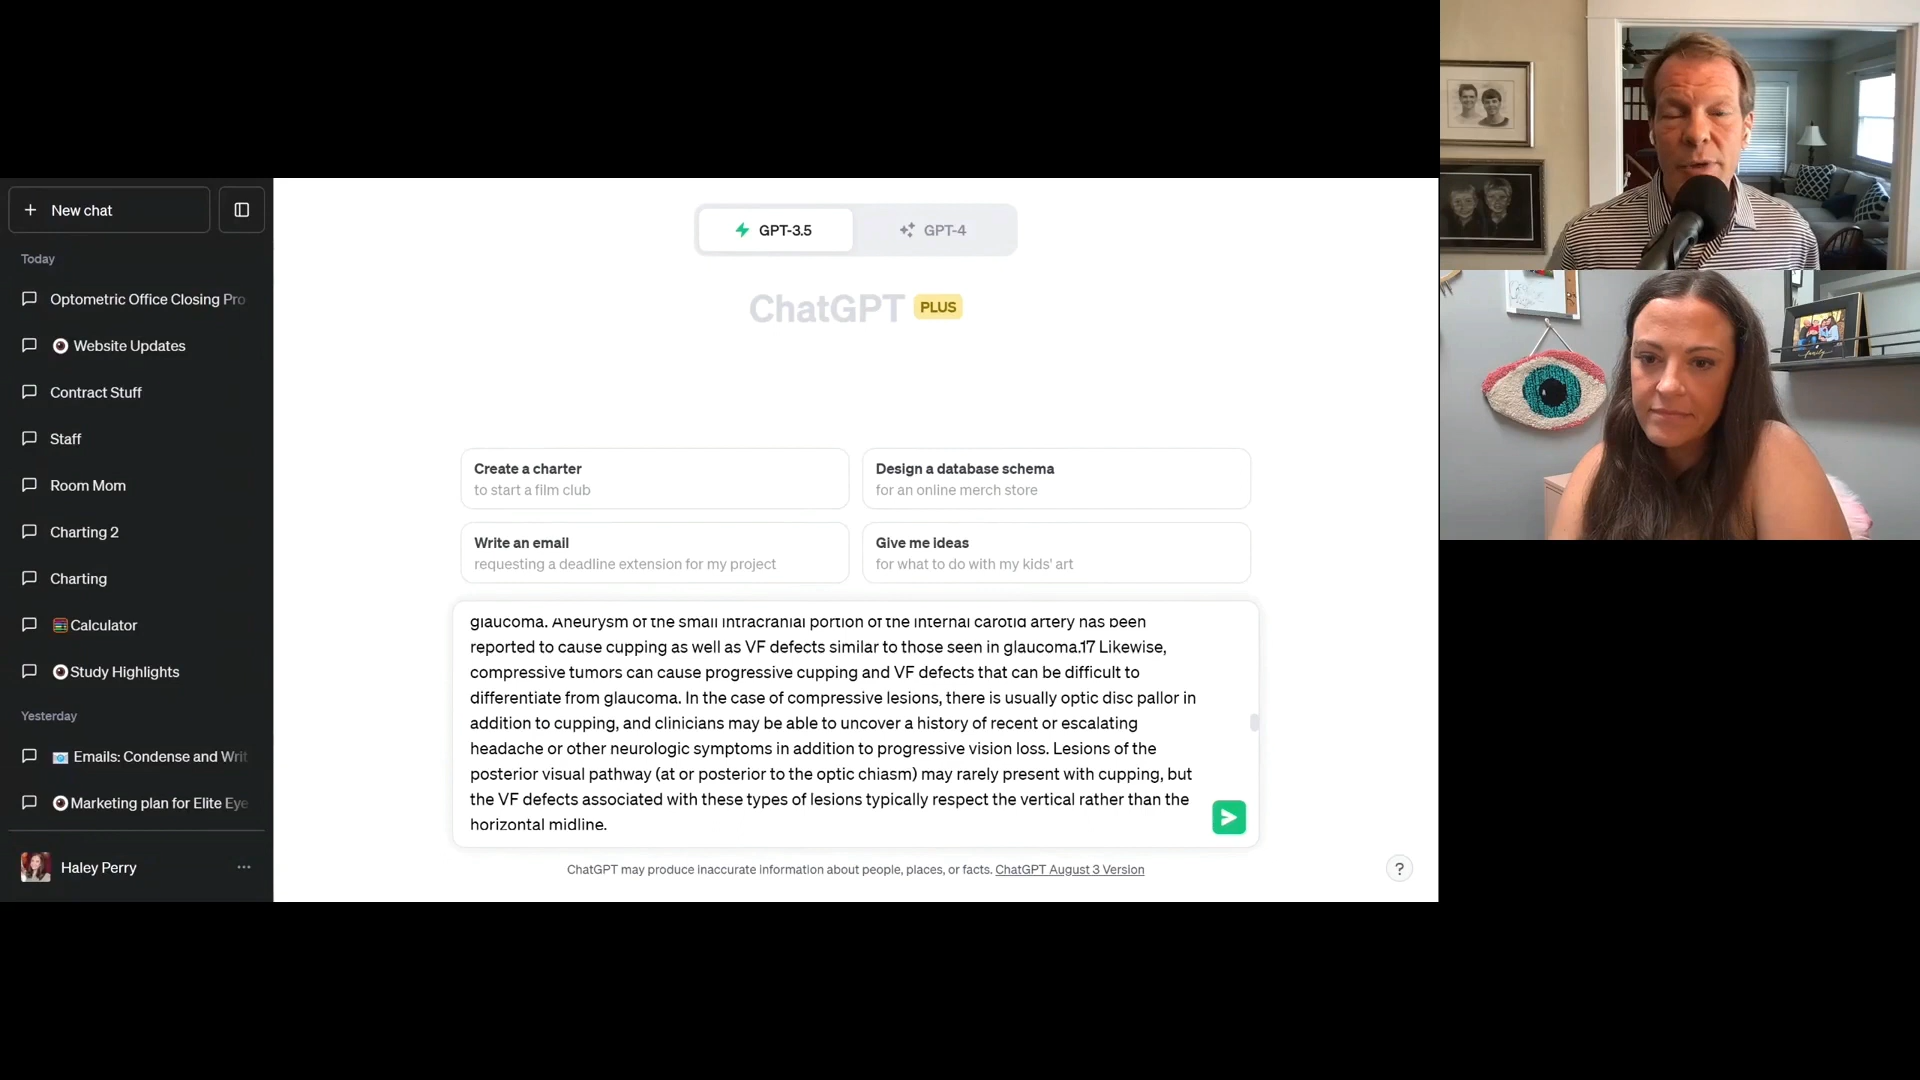 New chat
Today
Optometric Office Closing Pro
Website Updates
Contract Stuff
Staff
Room Mom
Charting 2
Charting
Calculator
Study Highlights
Yesterday
Emails: Condense and Writ
Marketing plan for Elite Eye
Haley Perry
GPT-3.5
GPT-4
ChatGPT PLUS
Create a charter
to start a film club
Design a database schema
for an online merch store
Write an email
requesting a deadline extension for my project
Give me ideas
for what to do with my kids' art
glaucoma. Aneurysm of the small intracranial portion of the internal carotid artery has been
reported to cause cupping as well as VF defects similar to those seen in glaucoma.17 Likewise,
compressive tumors can cause progressive cupping and VF defects that can be difficult to
differentiate from glaucoma. In the case of compressive lesions, there is usually optic disc pallor in
addition to cupping, and clinicians may be able to uncover a history of recent or escalating
headache or other neurologic symptoms in addition to progressive vision loss. Lesions of the
posterior visual pathway (at or posterior to the optic chiasm) may rarely present with cupping, but
the VF defects associated with these types of lesions typically respect the vertical rather than the
horizontal midline.
ChatGPT may produce inaccurate information about people, places, or facts. ChatGPT August 3 Version
?
family